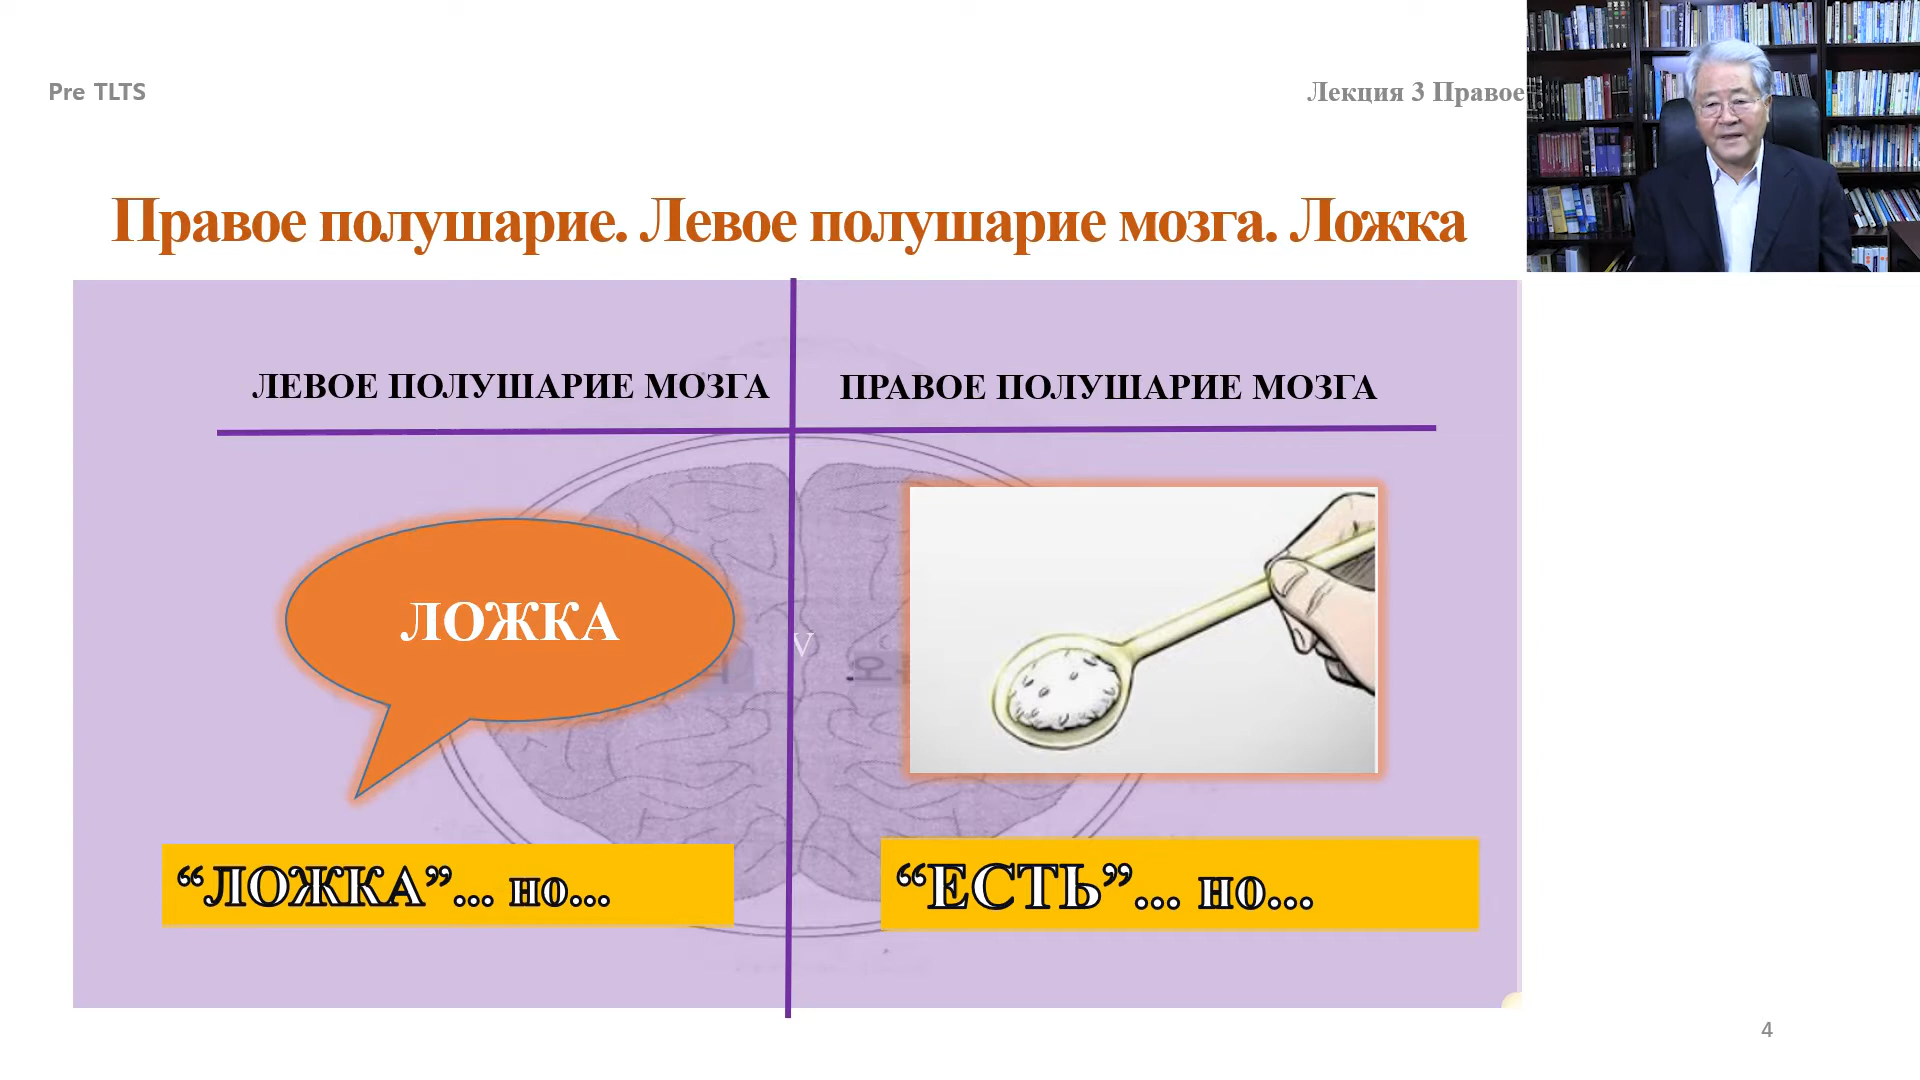 Pre TLTS
Лекция 3 Правое
Правое полушарие. Левое полушарие мозга. Ложка
ЛЕВОЕ ПОЛУШАРИЕ МОЗГА
ПРАВОЕ ПОЛУШАРИЕ МОЗГА
ЛОЖКА
V
“ЛОЖКА”... но...
“ЕСТЬ”... но...
4